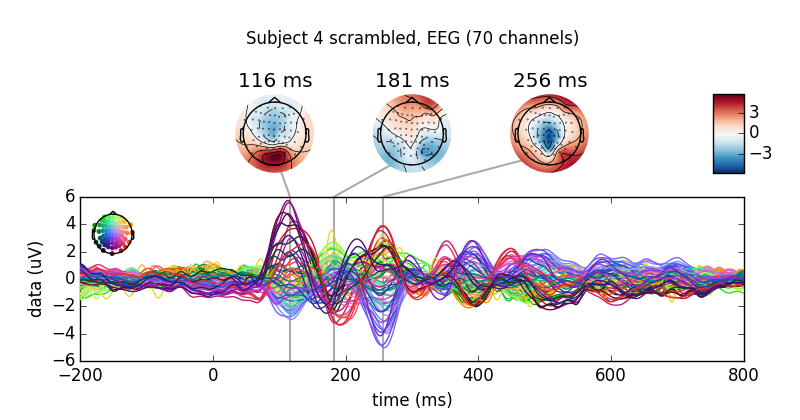 Subject 4 scrambled, EEG (70 channels)
116 ms 181 ms 256 ms
3
0
−3
6
4
2
0
−2
−4
−6
data (uV)
−200 0 200 400 600 800
time (ms)